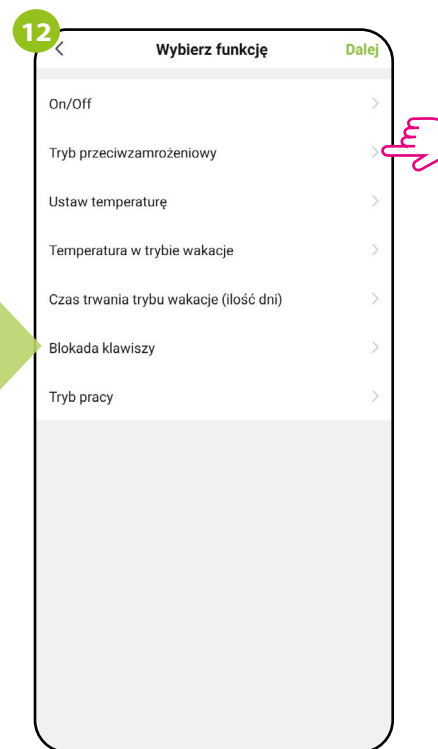 12
Wybierz funkcję Dalej
On/Off
Tryb przeciwzamrożeniowy
Ustaw temperaturę
Temperatura w trybie wakacje
Czas trwania trybu wakacje (ilość dni)
Blokada klawiszy
Tryb pracy